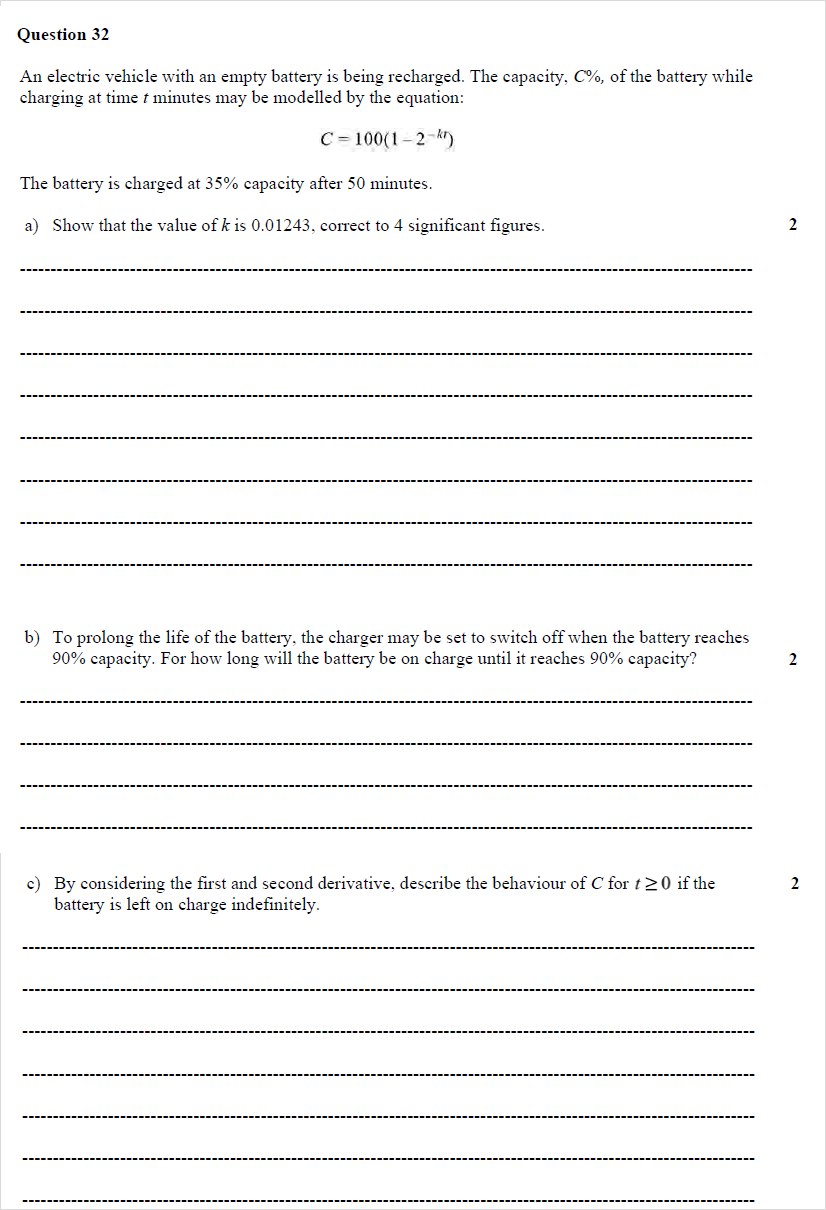 Question 32
An electric vehicle with an empty battery is being recharged. The capacity, C%, of the battery while
charging at time t minutes may be modelled by the equation:
C = 100(1 – 2^{-kt})
The battery is charged at 35% capacity after 50 minutes.
a) Show that the value of k is 0.01243, correct to 4 significant figures. 2
b) To prolong the life of the battery, the charger may be set to switch off when the battery reaches
90% capacity. For how long will the battery be on charge until it reaches 90% capacity? 2
c) By considering the first and second derivative, describe the behaviour of C for t ≥ 0 if the 2
battery is left on charge indefinitely.